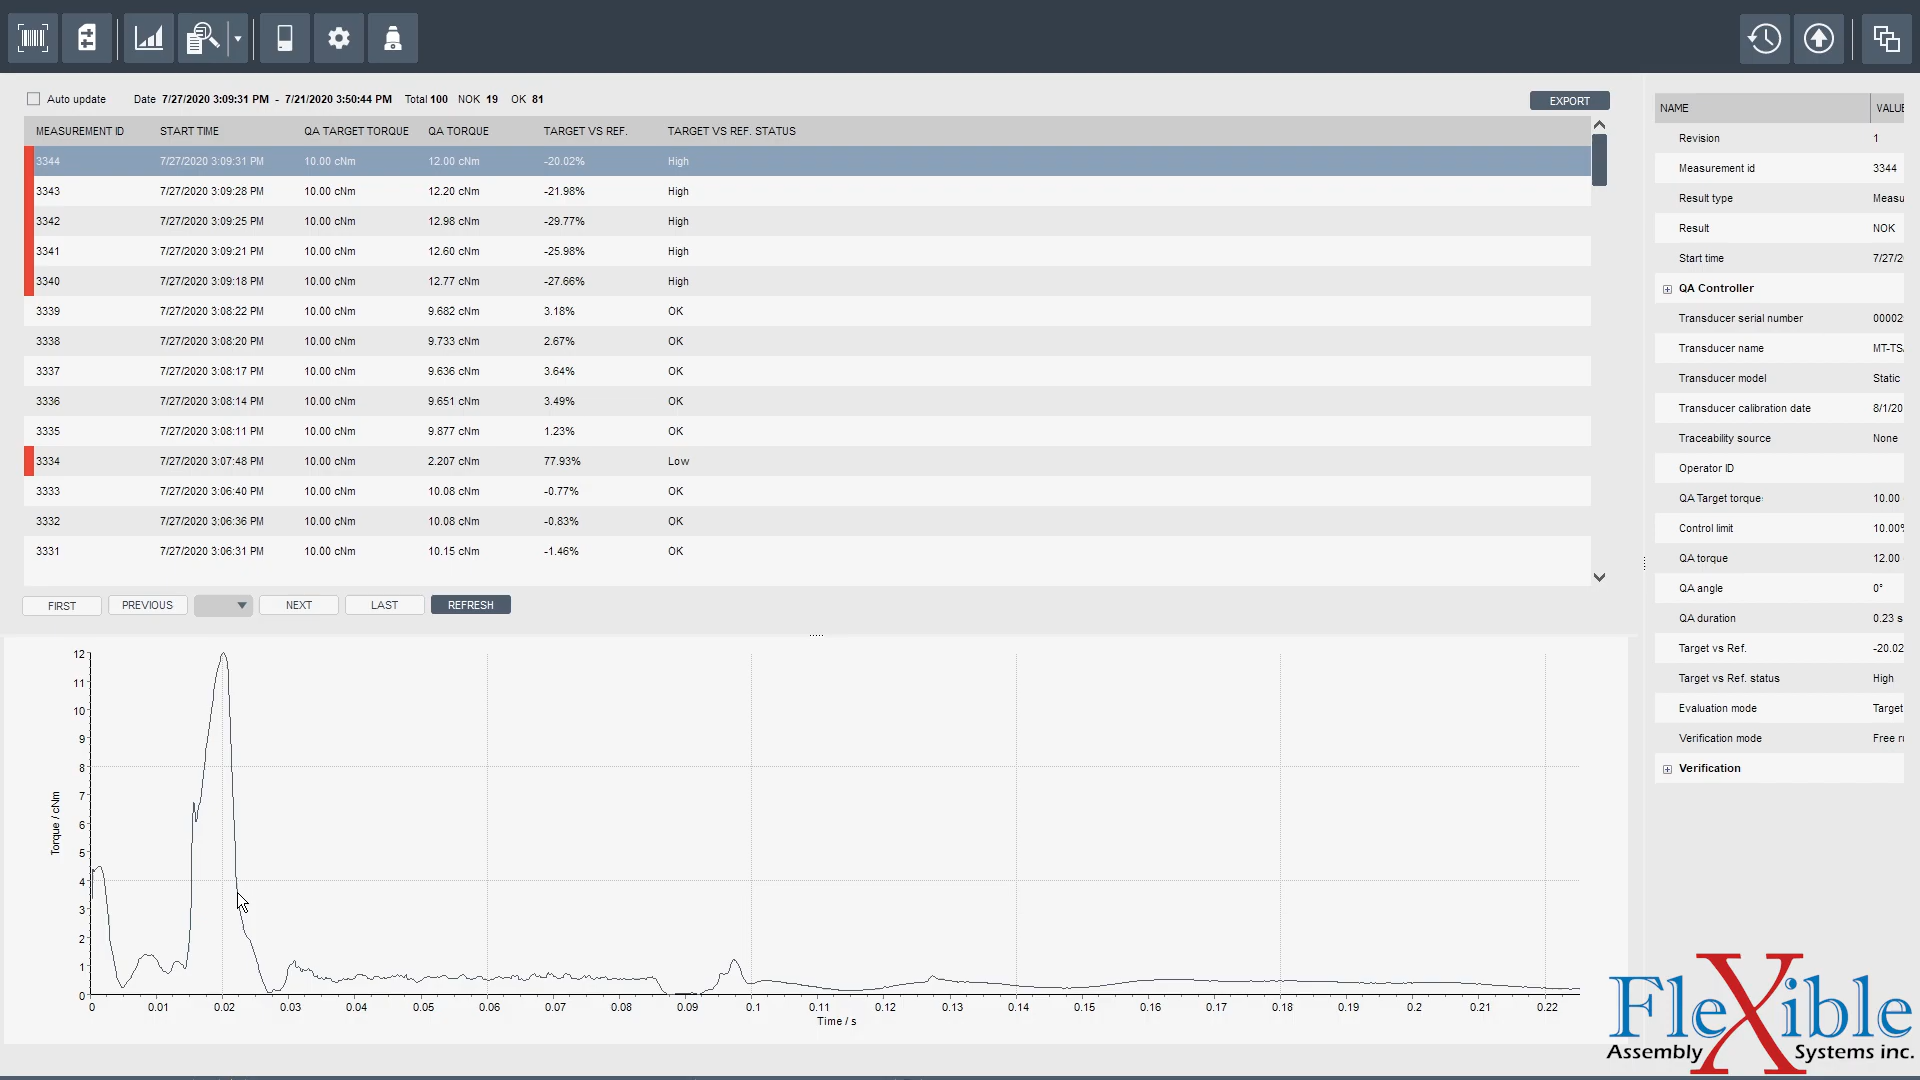 Auto update Date 7/27/2020 3:09:31 PM - 7/21/2020 3:50:44 PM Total 100 NOK 19 OK 81
EXPORT
MEASUREMENT ID START TIME QA TARGET TORQUE QA TORQUE TARGET VS REF. TARGET VS REF. STATUS
3344 7/27/2020 3:09:31 PM 10.00 cNm 12.00 cNm -20.02% High
3343 7/27/2020 3:09:28 PM 10.00 cNm 12.20 cNm -21.98% High
3342 7/27/2020 3:09:25 PM 10.00 cNm 12.98 cNm -29.77% High
3341 7/27/2020 3:09:21 PM 10.00 cNm 12.60 cNm -25.98% High
3340 7/27/2020 3:09:18 PM 10.00 cNm 12.77 cNm -27.66% High
3339 7/27/2020 3:08:22 PM 10.00 cNm 9.682 cNm 3.18% OK
3338 7/27/2020 3:08:20 PM 10.00 cNm 9.733 cNm 2.67% OK
3337 7/27/2020 3:08:17 PM 10.00 cNm 9.636 cNm 3.64% OK
3336 7/27/2020 3:08:14 PM 10.00 cNm 9.651 cNm 3.49% OK
3335 7/27/2020 3:08:11 PM 10.00 cNm 9.877 cNm 1.23% OK
3334 7/27/2020 3:07:48 PM 10.00 cNm 2.207 cNm 77.93% Low
3333 7/27/2020 3:06:40 PM 10.00 cNm 10.08 cNm -0.77% OK
3332 7/27/2020 3:06:36 PM 10.00 cNm 10.08 cNm -0.83% OK
3331 7/27/2020 3:06:31 PM 10.00 cNm 10.15 cNm -1.46% OK
FIRST PREVIOUS NEXT LAST REFRESH
12
11
10
9
8
7
6
5
4
3
2
1
0
Torque / cNm
0 0.01 0.02 0.03 0.04 0.05 0.06 0.07 0.08 0.09 0.1 0.11 0.12 0.13 0.14 0.15 0.16 0.17 0.18 0.19 0.2 0.21 0.22
Time / s
NAME VALUE
Revision 1
Measurement id 3344
Result type Measu
Result NOK
Start time 7/27/2
QA Controller
Transducer serial number 00002
Transducer name MT-TS
Transducer model Static
Transducer calibration date 8/1/20
Traceability source None
Operator ID
QA Target torque 10.00
Control limit 10.00%
QA torque 12.00
QA angle 0°
QA duration 0.23 s
Target vs Ref. -20.02
Target vs Ref. status High
Evaluation mode Target
Verification mode Free ru
Verification
FleXible
Assembly Systems inc.